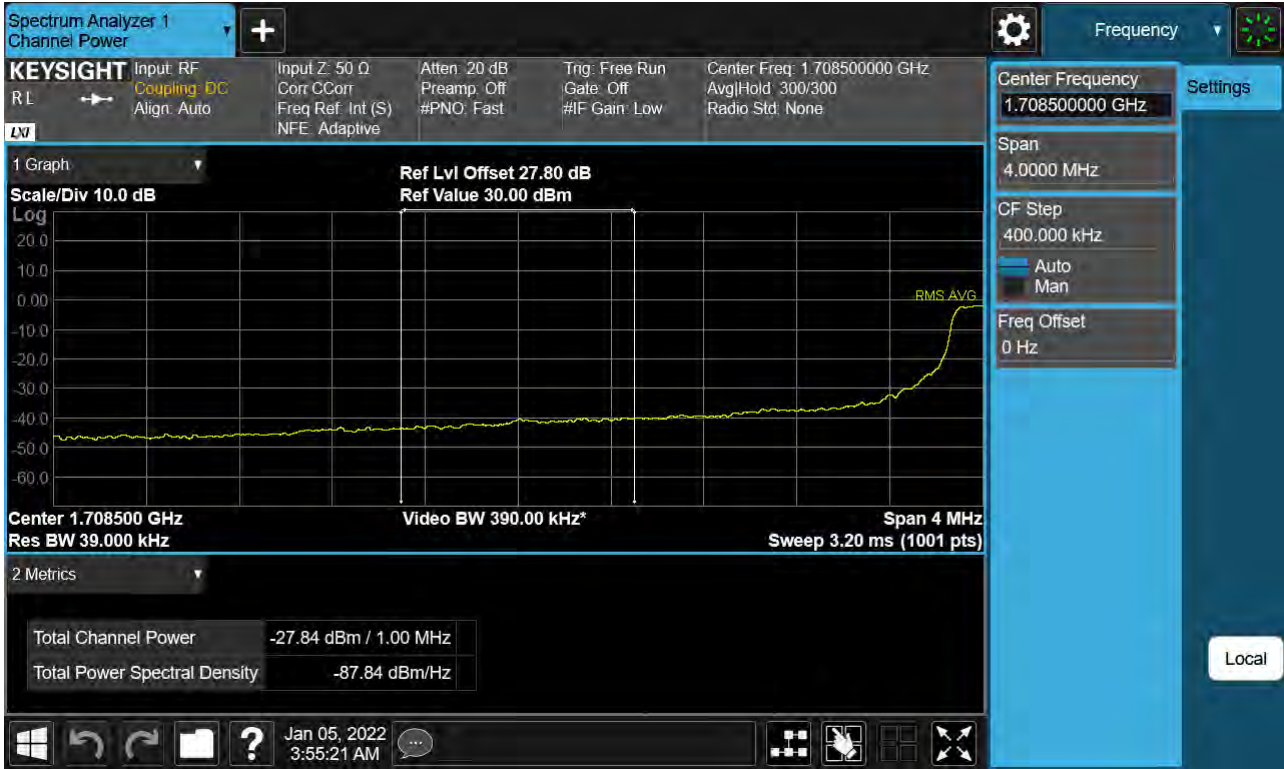 Spectrum Analyzer 1
Channel Power
Frequency
KEYSIGHT
RL
LXI
Input: RF
Coupling: DC
Align: Auto
Input Z: 50 Ω
Corr CCorr
Freq Ref: Int (S)
NFE: Adaptive
Atten: 20 dB
Preamp: Off
#PNO: Fast
Trig: Free Run
Gate: Off
#IF Gain: Low
Center Freq: 1.708500000 GHz
Avg|Hold: 300/300
Radio Std: None
Center Frequency
1.708500000 GHz
Settings
Span
4.0000 MHz
CF Step
400.000 kHz
Auto
Man
Freq Offset
0 Hz
Local
1 Graph
Ref Lvl Offset 27.80 dB
Scale/Div 10.0 dB
Ref Value 30.00 dBm
Log
20.0
10.0
0.00
RMS AVG
-10.0
-20.0
-30.0
-40.0
-50.0
-60.0
Center 1.708500 GHz
Video BW 390.00 kHz*
Span 4 MHz
Res BW 39.000 kHz
Sweep 3.20 ms (1001 pts)
2 Metrics
Total Channel Power -27.84 dBm / 1.00 MHz
Total Power Spectral Density -87.84 dBm/Hz
?
Jan 05, 2022
3:55:21 AM